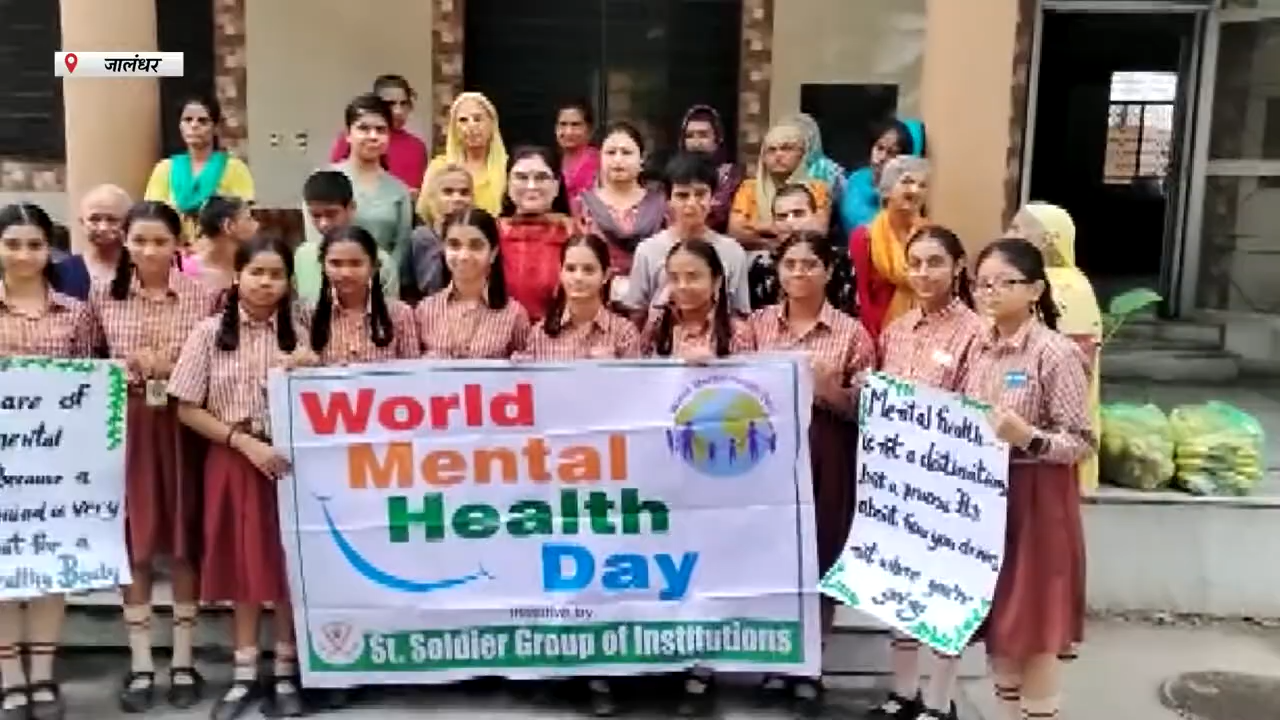 जालंधर
are of
mental
because a
mind is very
for a
Healthy Body
World
Mental
Health
Day
initiative by
St. Soldier Group of Institutions
Mental health
is not a destination,
but a process. It's
about how you drive,
not where you're
going